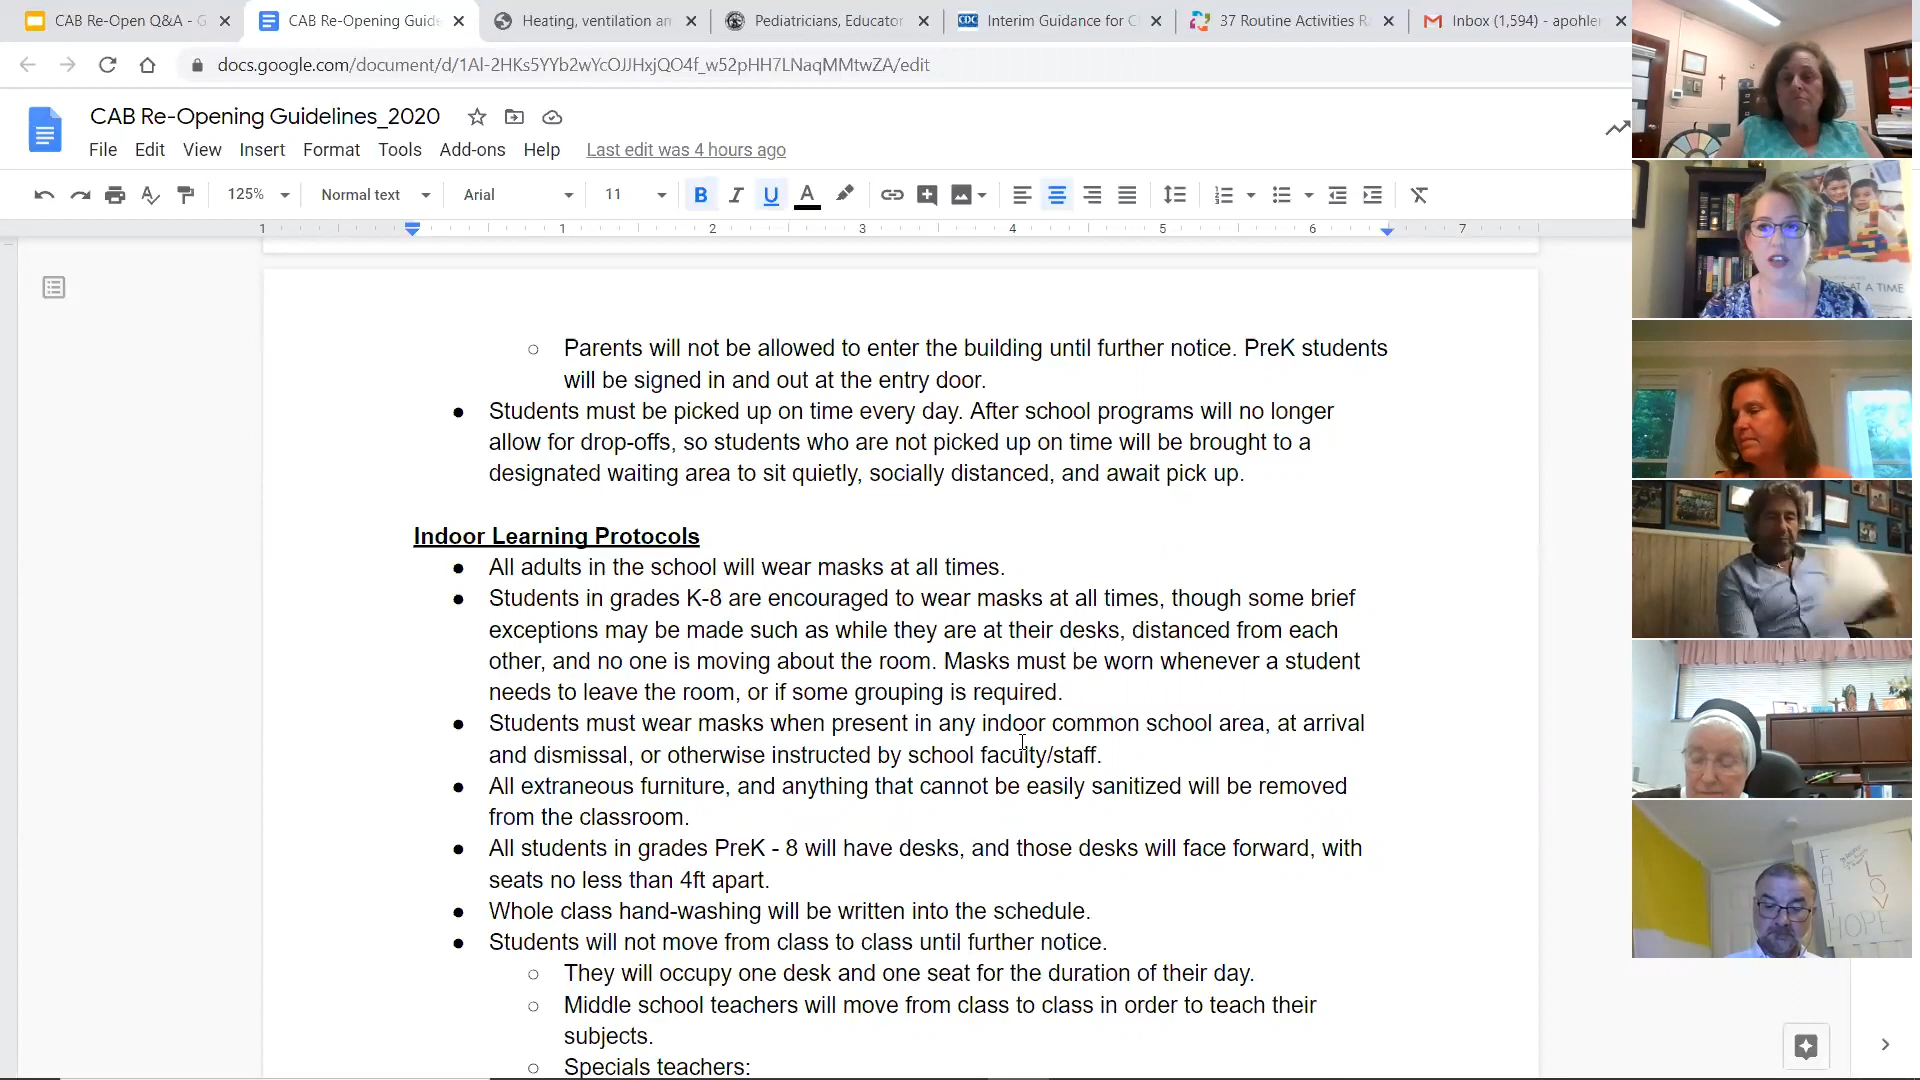 CAB Re-Open Q&A - G
CAB Re-Opening Guide
Heating, ventilation an
Pediatricians, Educator
CDC
Interim Guidance for C
37 Routine Activities R
Inbox (1,594) - apohler
docs.google.com/document/d/1Al-2HKs5YYb2wYcOJJHxjQO4f_w52pHH7LNaqMMtwZA/edit
CAB Re-Opening Guidelines_2020
File Edit View Insert Format Tools Add-ons Help Last edit was 4 hours ago
125% Normal text Arial 11 B I U A
1 1 2 3 4 5 6 7
Parents will not be allowed to enter the building until further notice. PreK students
will be signed in and out at the entry door.
Students must be picked up on time every day. After school programs will no longer
allow for drop-offs, so students who are not picked up on time will be brought to a
designated waiting area to sit quietly, socially distanced, and await pick up.
Indoor Learning Protocols
All adults in the school will wear masks at all times.
Students in grades K-8 are encouraged to wear masks at all times, though some brief
exceptions may be made such as while they are at their desks, distanced from each
other, and no one is moving about the room. Masks must be worn whenever a student
needs to leave the room, or if some grouping is required.
Students must wear masks when present in any indoor common school area, at arrival
and dismissal, or otherwise instructed by school faculty/staff.
All extraneous furniture, and anything that cannot be easily sanitized will be removed
from the classroom.
All students in grades PreK - 8 will have desks, and those desks will face forward, with
seats no less than 4ft apart.
Whole class hand-washing will be written into the schedule.
Students will not move from class to class until further notice.
They will occupy one desk and one seat for the duration of their day.
Middle school teachers will move from class to class in order to teach their
subjects.
Specials teachers:
AT A TIME
FAITH
LOV
HOPE